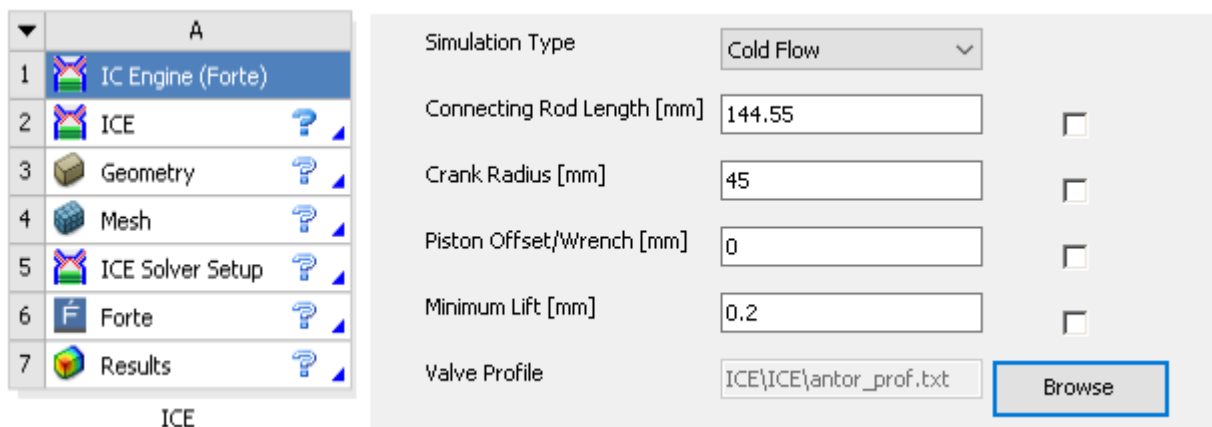 A
1 IC Engine (Forte)
2 ICE ?
3 Geometry ?
4 Mesh ?
5 ICE Solver Setup ?
6 É Forte ?
7 Results ?
ICE
Simulation Type Cold Flow
Connecting Rod Length [mm] 144.55
Crank Radius [mm] 45
Piston Offset/Wrench [mm] 0
Minimum Lift [mm] 0.2
Valve Profile ICE\ICE\antor_prof.txt Browse